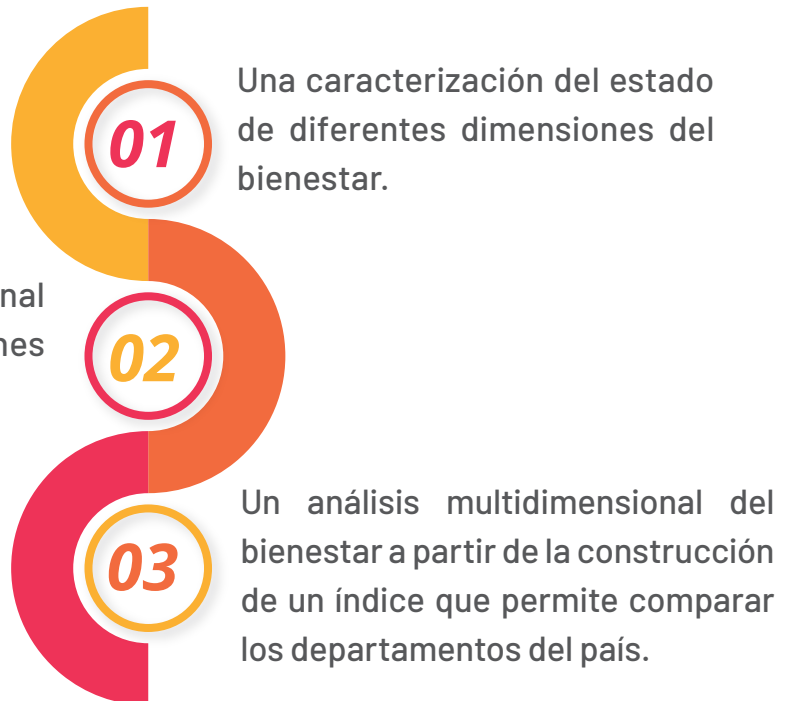 01
Una caracterización del estado
de diferentes dimensiones del
bienestar.
02
03
Un análisis multidimensional del
bienestar a partir de la construcción
de un índice que permite comparar
los departamentos del país.